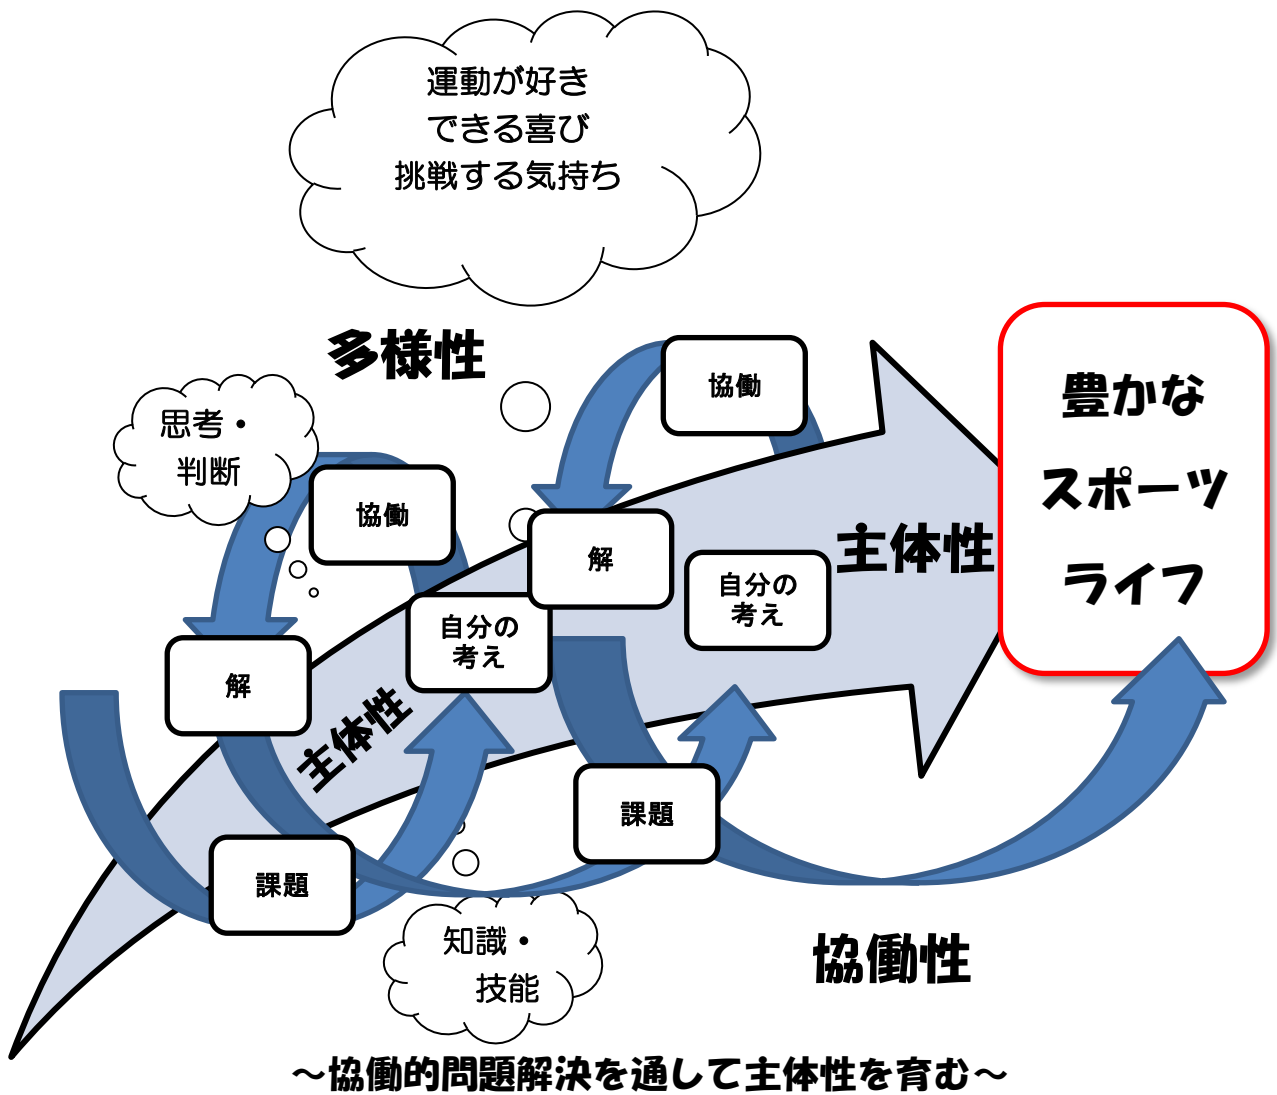 運動が好き
できる喜び
挑戦する気持ち
多様性
思考・
判断
協働
協働
解
自分の
考え
解
自分の
考え
主体性
豊かな
スポーツ
ライフ
主体性
課題
課題
知識・
技能
協働性
～協働的問題解決を通して主体性を育む～